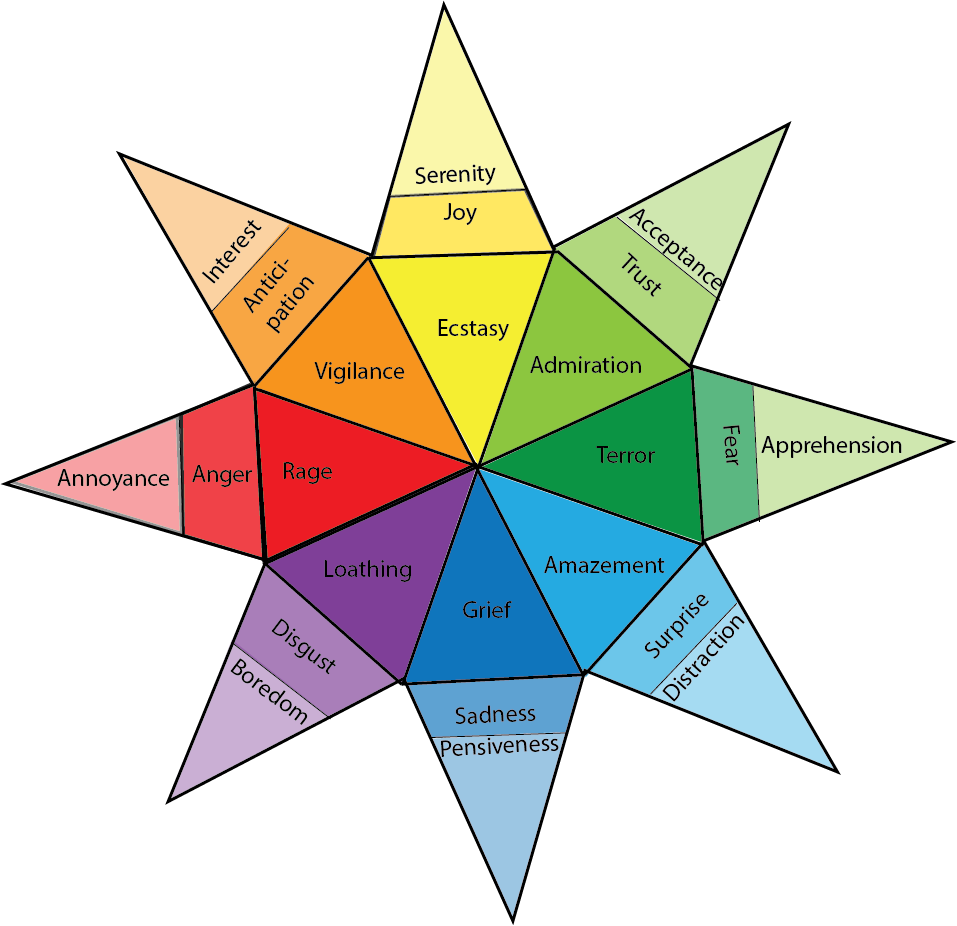 Serenity
Joy
Ecstasy
Acceptance
Trust
Admiration
Apprehension
Fear
Terror
Distraction
Surprise
Amazement
Grief
Sadness
Pensiveness
Loathing
Disgust
Boredom
Rage
Anger
Annoyance
Interest
Antici-
pation
Vigilance